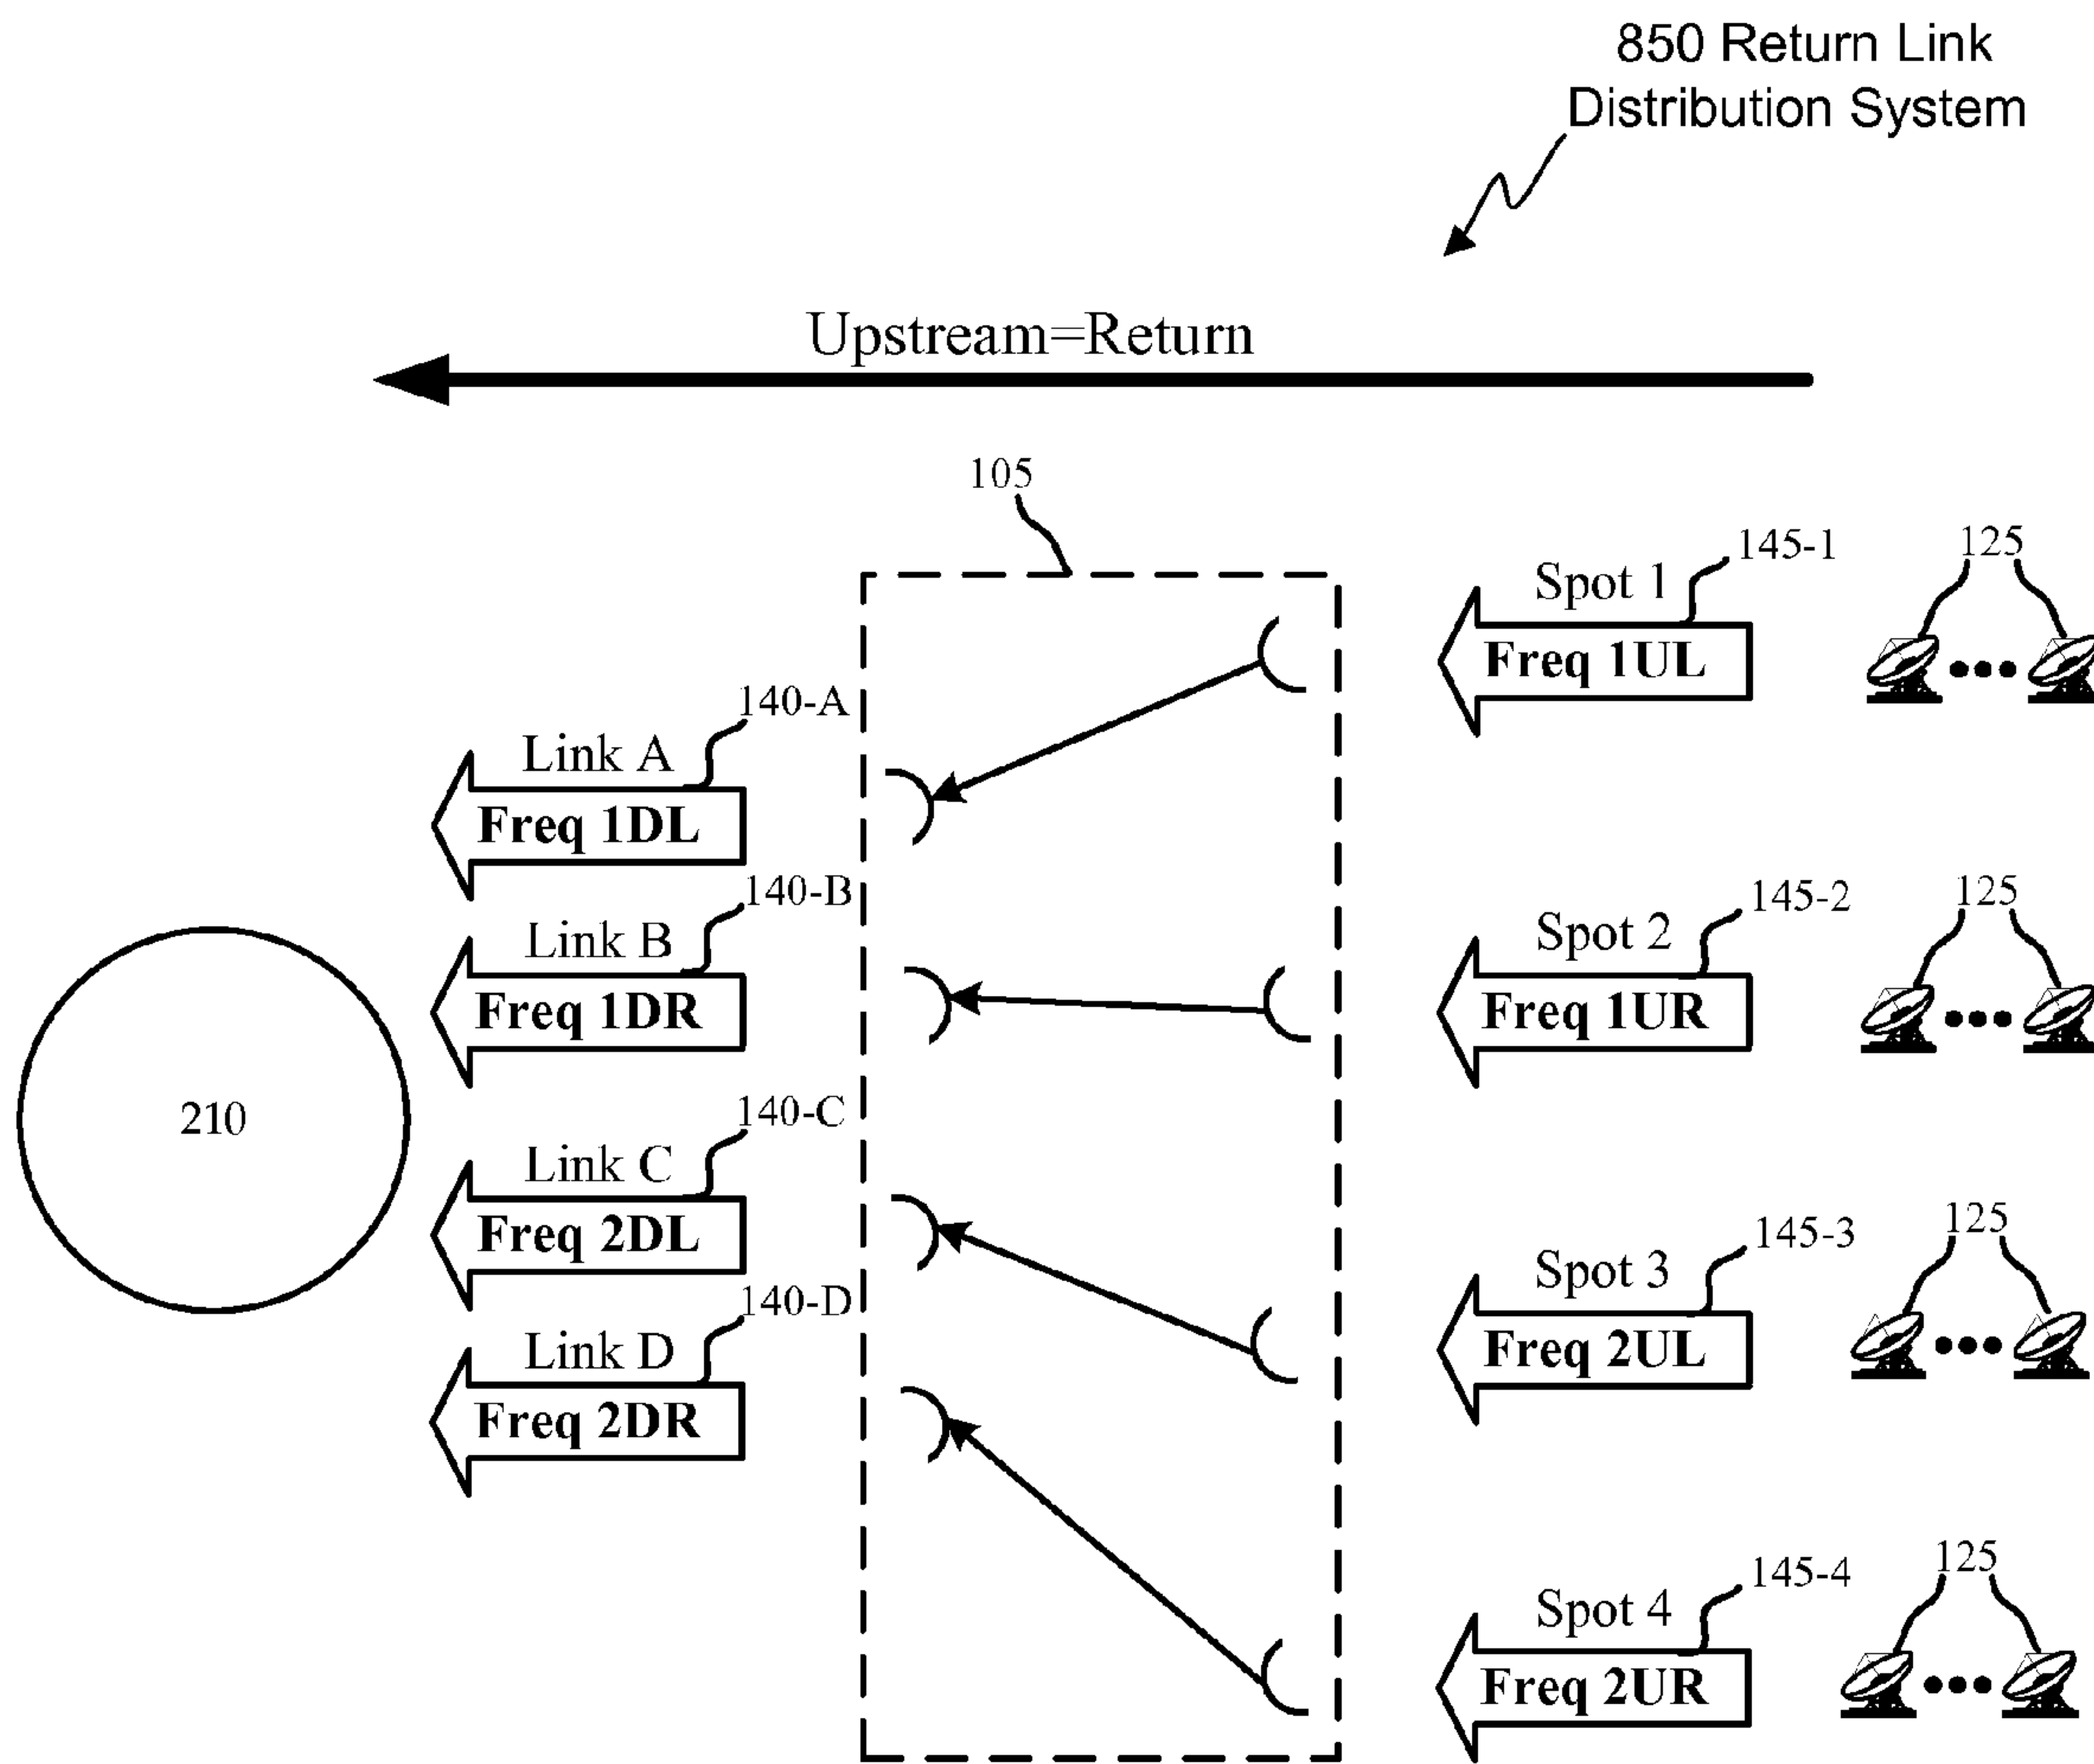 850 Return Link
Distribution System
Upstream=Return
105
Spot 1
145-1
125
Freq 1UL
140-A
Link A
Freq 1DL
140-B
Link B
Freq 1DR
Spot 2
145-2
125
Freq 1UR
210
140-C
Link C
Freq 2DL
Spot 3
145-3
125
Freq 2UL
140-D
Link D
Freq 2DR
Spot 4
145-4
125
Freq 2UR